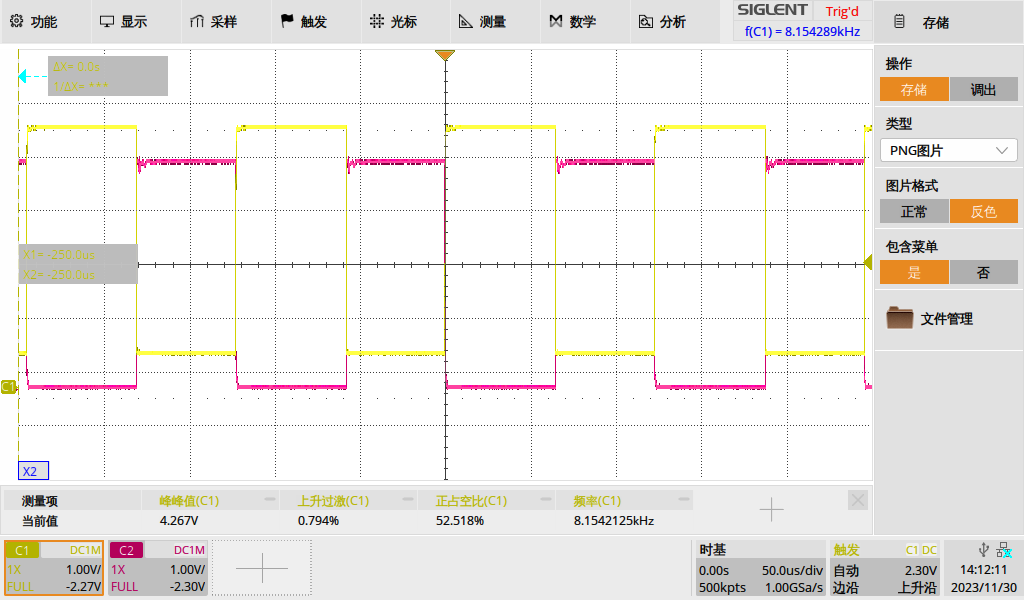 功能 显示 采样 触发 光标 测量 数学 分析 SIGLENT Trig'd 存储
f(C1) = 8.154289kHz
ΔX= 0.0s
1/ΔX= ***
操作
存储 调出
类型
PNG图片
图片格式
正常 反色
X1= -250.0us
X2= -250.0us
包含菜单
是 否
文件管理
C1
X2
测量项 峰峰值(C1) 上升过激(C1) 正占空比(C1) 频率(C1)
当前值 4.267V 0.794% 52.518% 8.1542125kHz
C1 DC1M C2 DC1M 时基 触发 C1 DC
1X 1.00V/ 1X 1.00V/ 0.00s 50.0us/div 自动 2.30V 14:12:11
FULL -2.27V FULL -2.30V 500kpts 1.00GSa/s 边沿 上升沿 2023/11/30